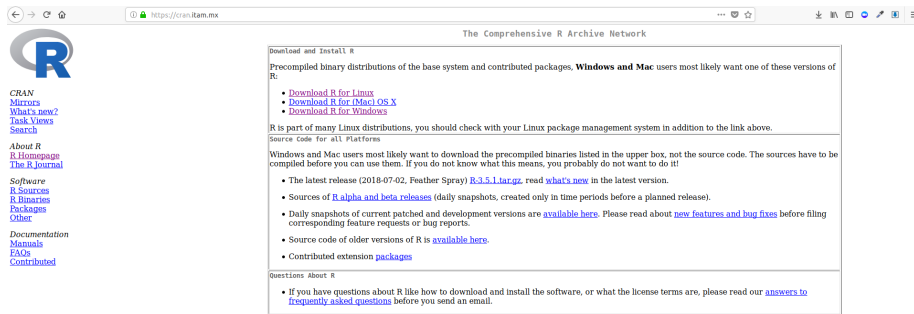 https://cran.itam.mx
The Comprehensive R Archive Network
R
CRAN
Mirrors
What's new?
Task Views
Search
About R
R Homepage
The R Journal
Software
R Sources
R Binaries
Packages
Other
Documentation
Manuals
FAQs
Contributed
Download and Install R
Precompiled binary distributions of the base system and contributed packages, Windows and Mac users most likely want one of these versions of
R:
• Download R for Linux
• Download R for (Mac) OS X
• Download R for Windows
R is part of many Linux distributions, you should check with your Linux package management system in addition to the link above.
Source Code for all Platforms
Windows and Mac users most likely want to download the precompiled binaries listed in the upper box, not the source code. The sources have to be
compiled before you can use them. If you do not know what this means, you probably do not want to do it!
• The latest release (2018-07-02, Feather Spray) R-3.5.1.tar.gz, read what's new in the latest version.
• Sources of R alpha and beta releases (daily snapshots, created only in time periods before a planned release).
• Daily snapshots of current patched and development versions are available here. Please read about new features and bug fixes before filing
corresponding feature requests or bug reports.
• Source code of older versions of R is available here.
• Contributed extension packages
Questions About R
• If you have questions about R like how to download and install the software, or what the license terms are, please read our answers to
frequently asked questions before you send an email.